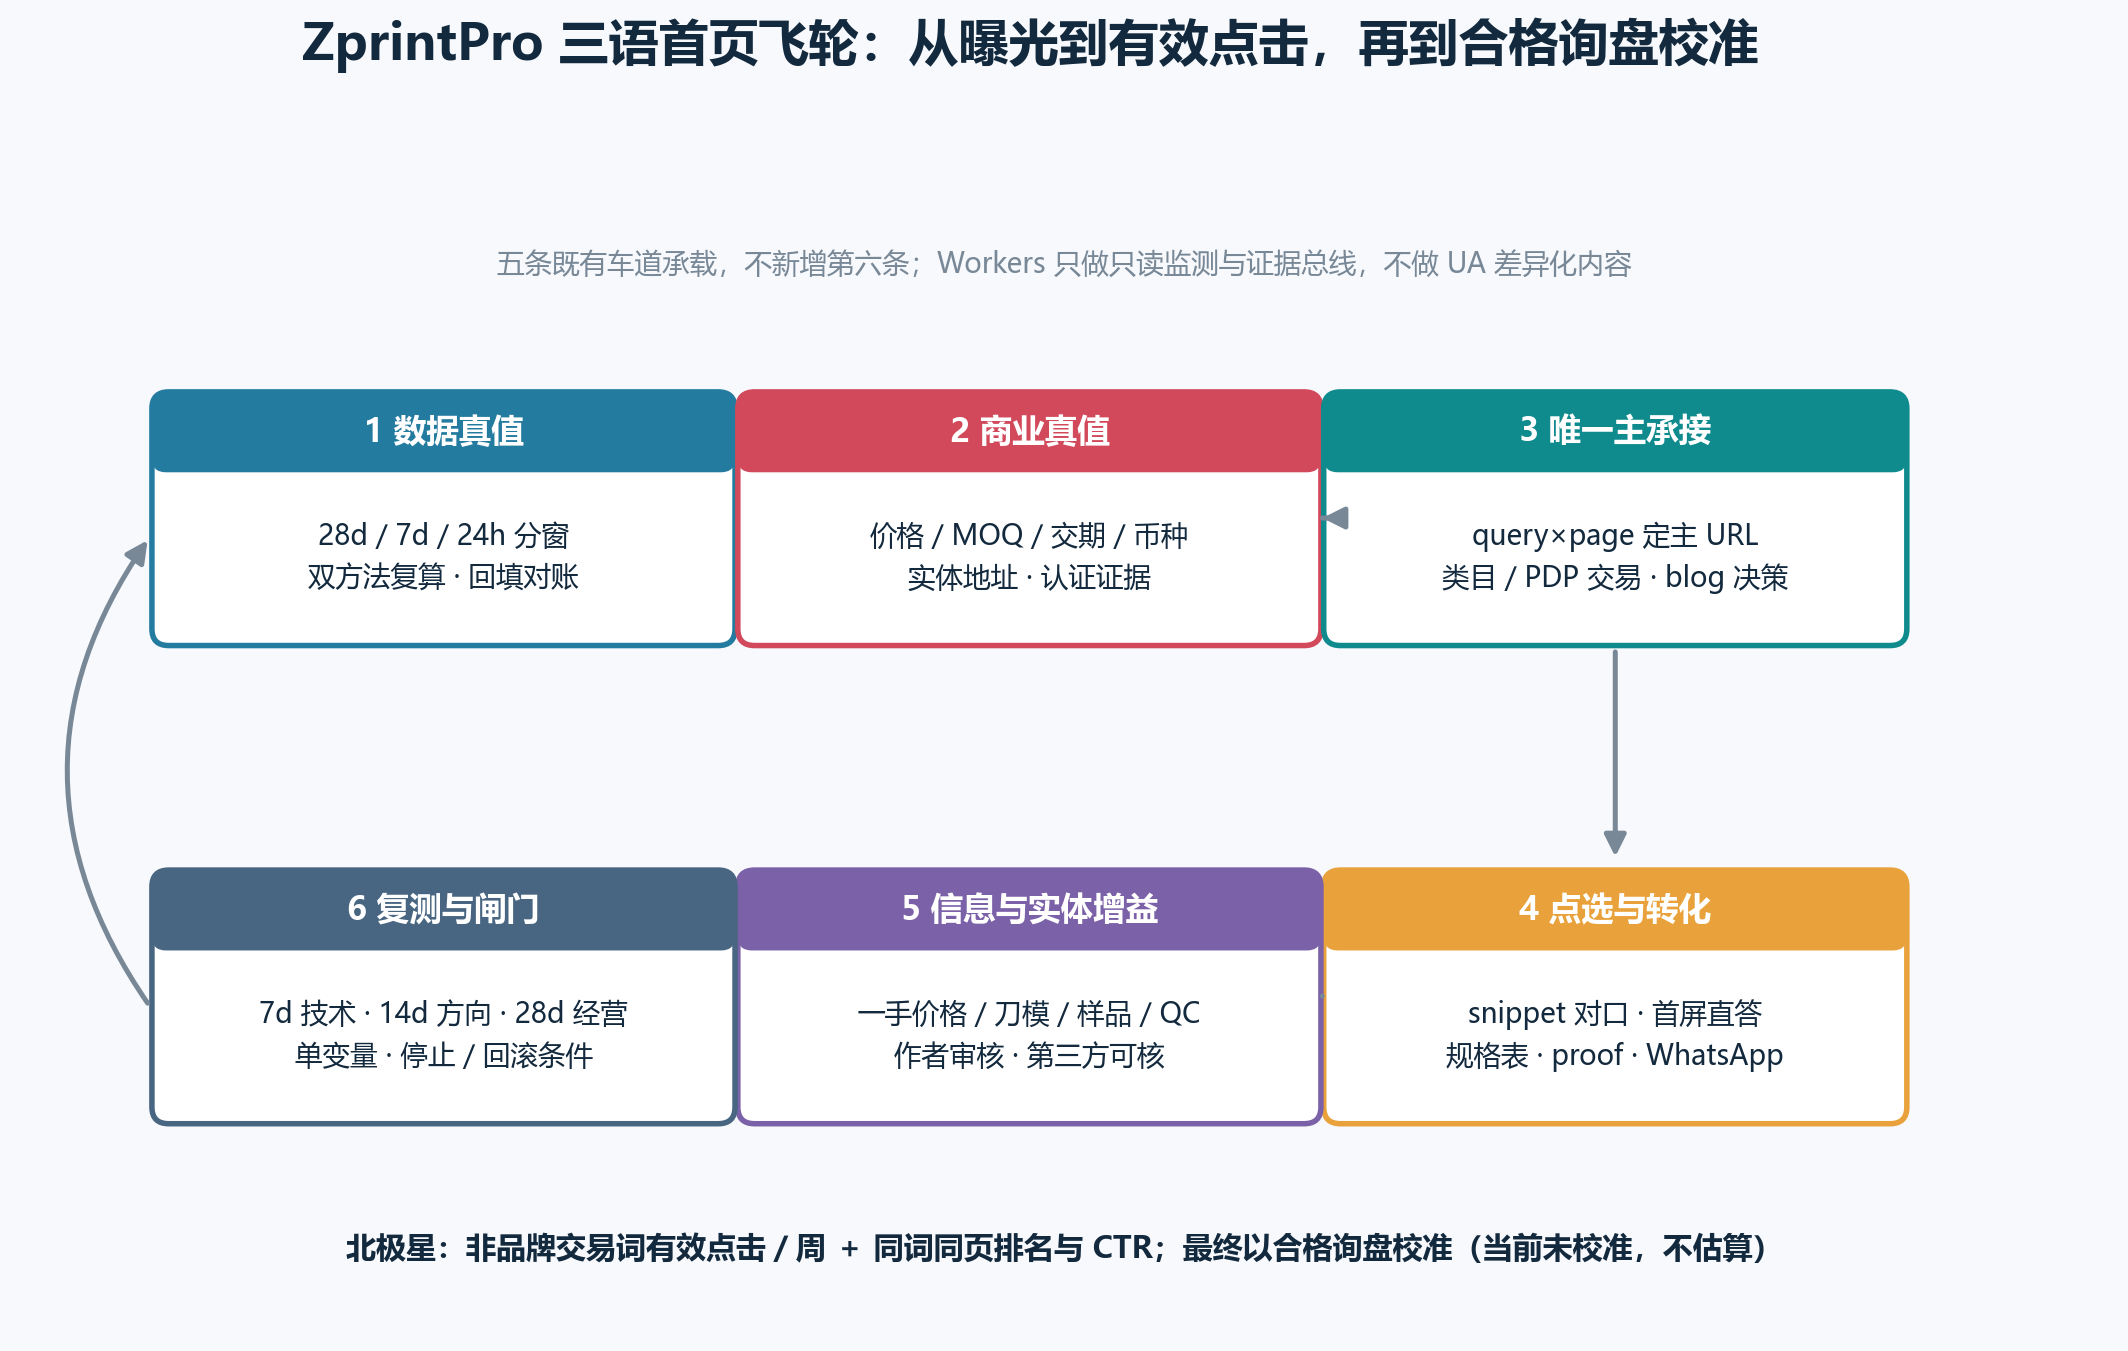 ZprintPro 三语首页飞轮：从曝光到有效点击，再到合格询盘校准
五条既有车道承载，不新增第六条；Workers 只做只读监测与证据总线，不做 UA 差异化内容
1 数据真值
28d / 7d / 24h 分窗
双方法复算 · 回填对账
2 商业真值
价格 / MOQ / 交期 / 币种
实体地址 · 认证证据
3 唯一主承接
query×page 定主 URL
类目 / PDP 交易 · blog 决策
6 复测与闸门
7d 技术 · 14d 方向 · 28d 经营
单变量 · 停止 / 回滚条件
5 信息与实体增益
一手价格 / 刀模 / 样品 / QC
作者审核 · 第三方可核
4 点选与转化
snippet 对口 · 首屏直答
规格表 · proof · WhatsApp
北极星：非品牌交易词有效点击 / 周 + 同词同页排名与 CTR；最终以合格询盘校准（当前未校准，不估算）